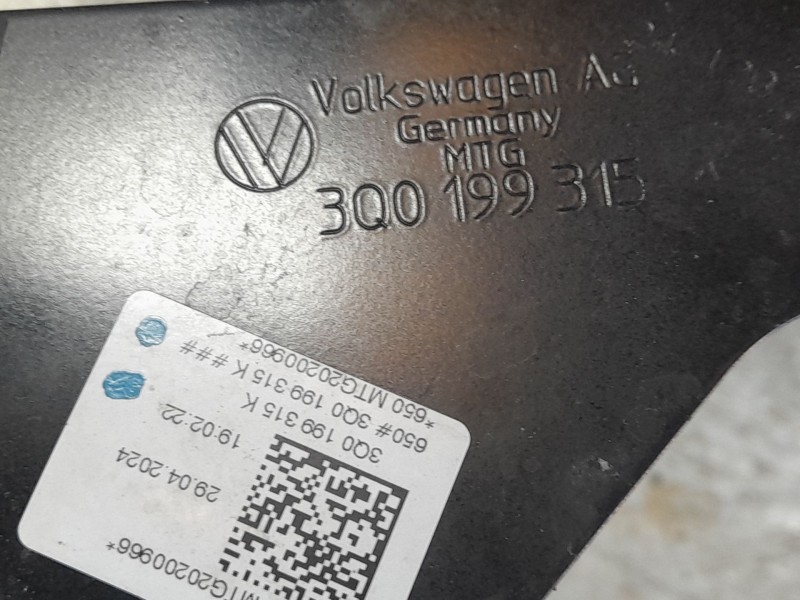 Volkswagen AG
Germany
MTG
3Q0 199 315
*650 MTG20200966*
650# 3Q0 199 315 K ###
3Q0 199 315 K
19:02:22
29.04.2024
MTG20200966*